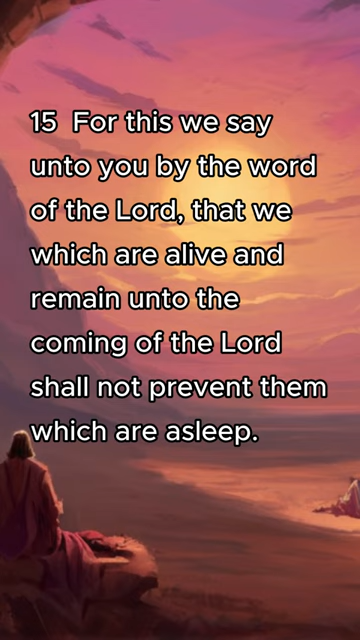 15  For this we say
unto you by the word
of the Lord, that we
which are alive and
remain unto the
coming of the Lord
shall not prevent them
which are asleep.